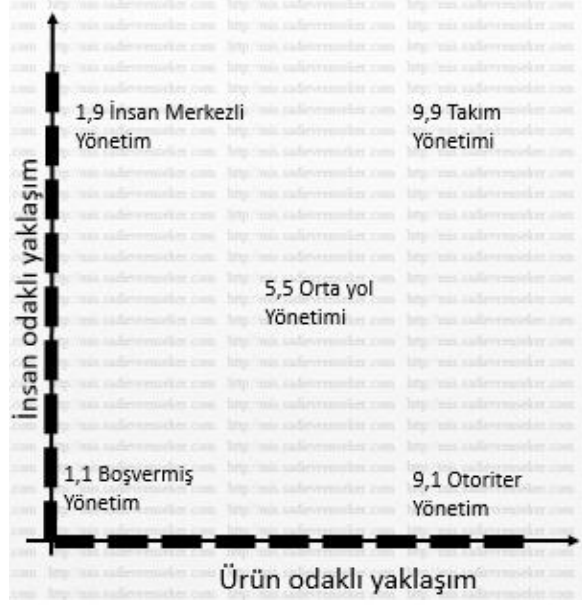 1,9 İnsan Merkezli
Yönetim
9,9 Takım
Yönetimi
İnsan odaklı yaklaşım
5,5 Orta yol
Yönetimi
1,1 Boşvermiş
Yönetim
9,1 Otoriter
Yönetim
Ürün odaklı yaklaşım